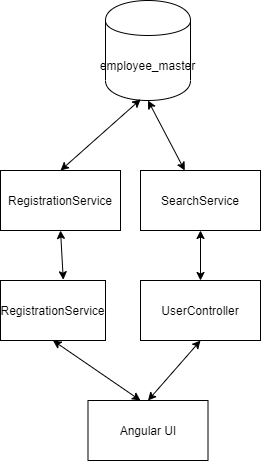 employee_master
RegistrationService
SearchService
RegistrationService
UserController
Angular UI